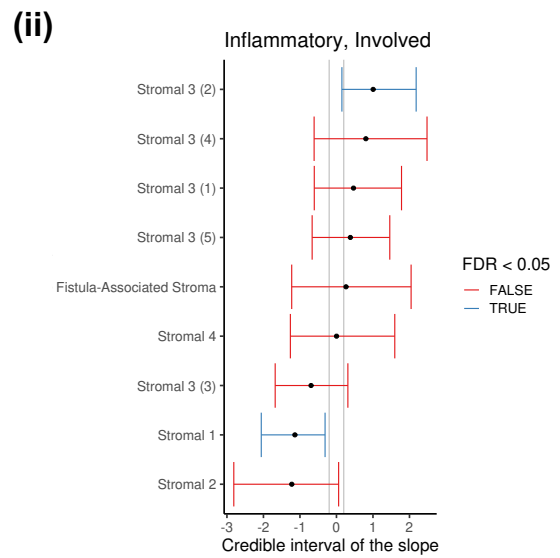 (ii)
Inflammatory, Involved
Stromal 3 (2)
Stromal 3 (4)
Stromal 3 (1)
Stromal 3 (5)
Fistula-Associated Stroma
Stromal 4
Stromal 3 (3)
Stromal 1
Stromal 2
FDR < 0.05
FALSE
TRUE
-3 -2 -1 0 1 2
Credible interval of the slope